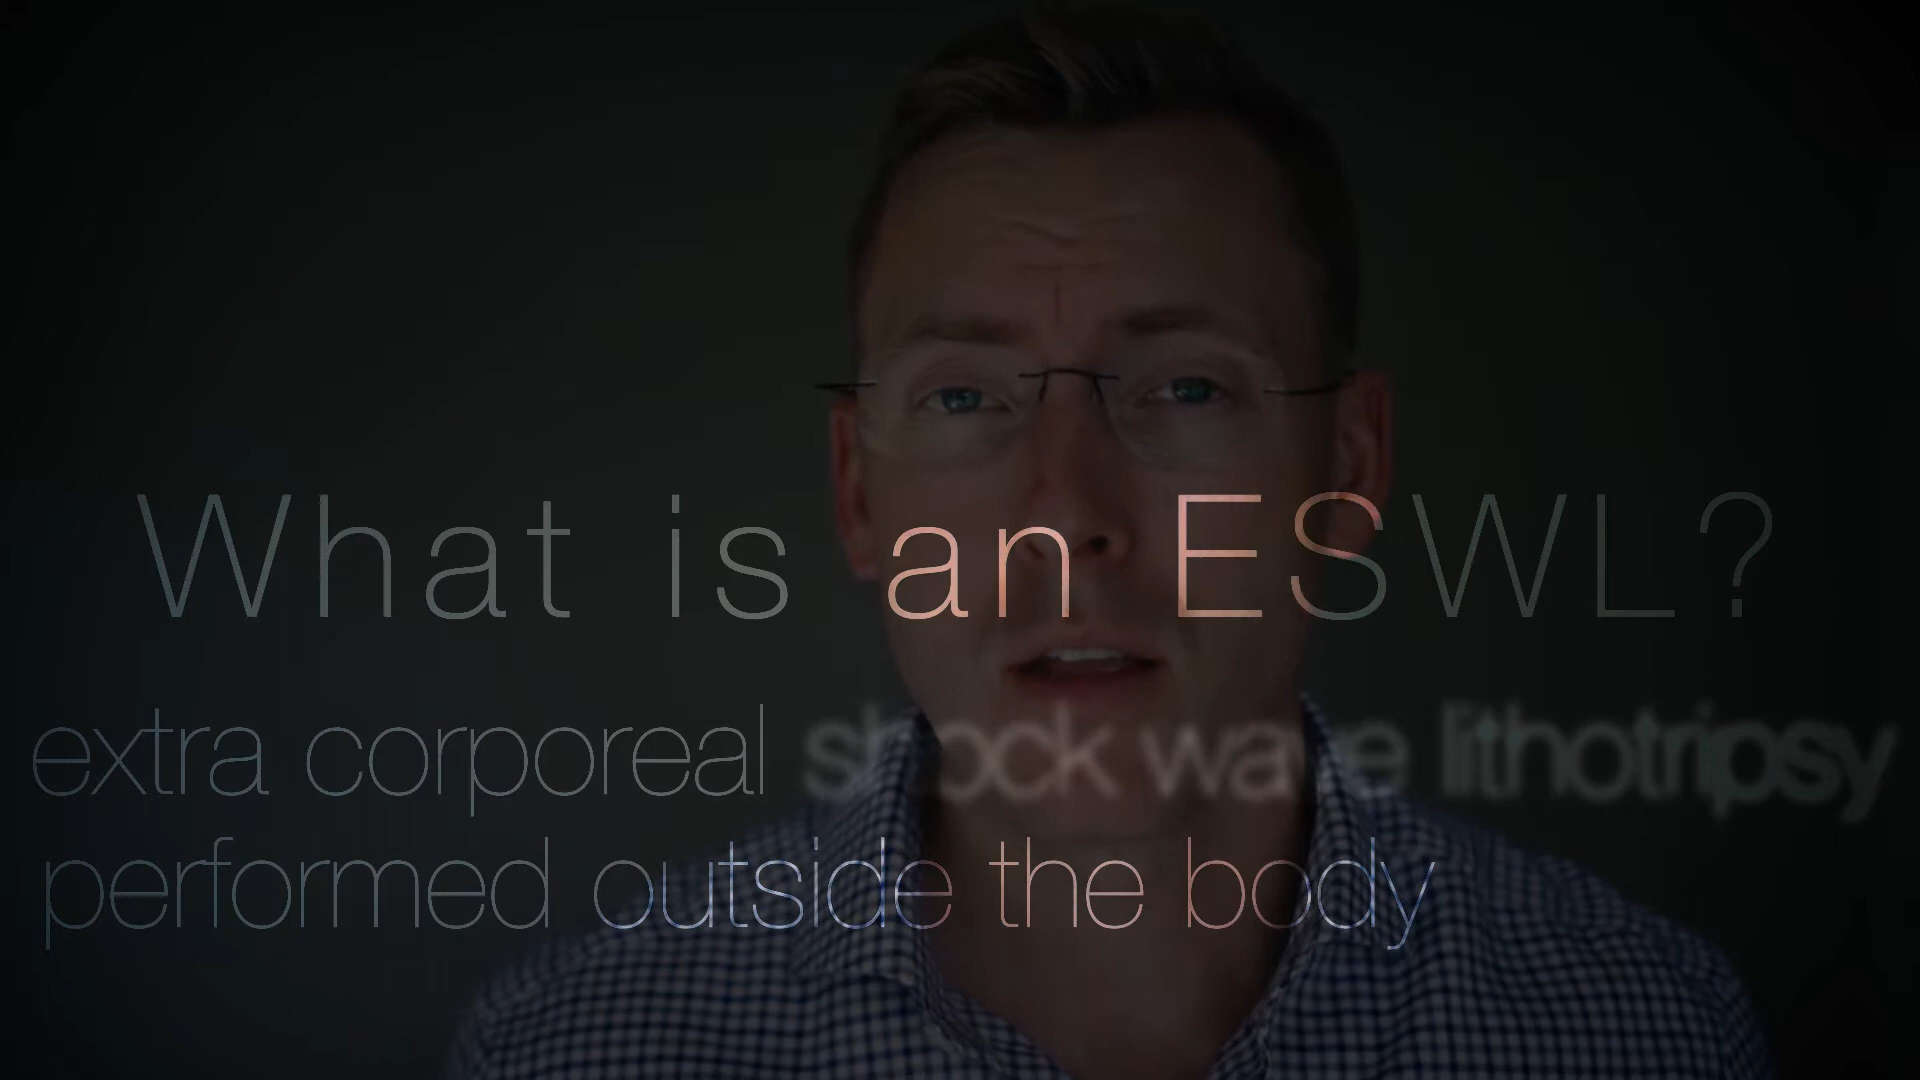 What is an ESWL?
extra corporeal shock wave lithotripsy
performed outside the body